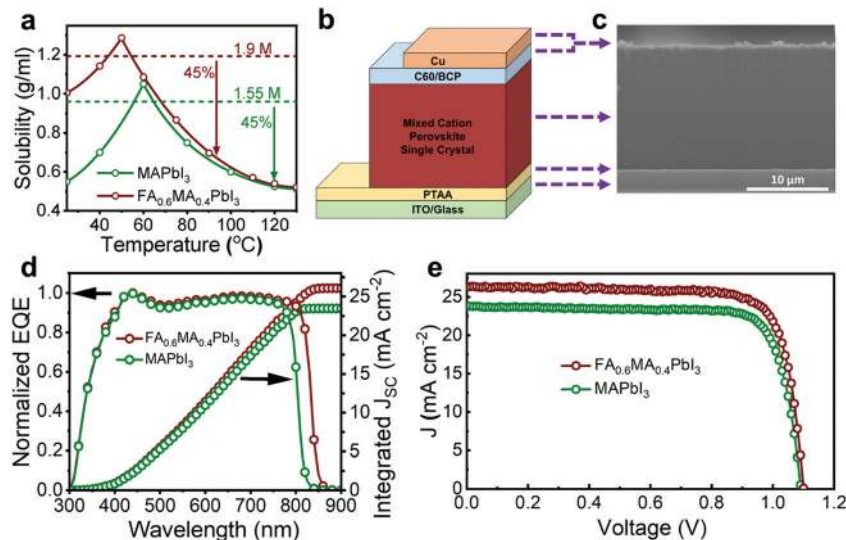 a
Solubility (g/ml)
1.2
1.0
0.8
0.6
0.4
1.9 M
45%
1.55 M
45%
MAPbI₃
FA₀.₆MA₀.₄PbI₃
40 60 80 100 120
Temperature (°C)
b
Cu
C60/BCP
Mixed Cation
Perovskite
Single Crystal
PTAA
ITO/Glass
c
10 μm
d
Normalized EQE
1.0
0.8
0.6
0.4
0.2
0.0
FA₀.₆MA₀.₄PbI₃
MAPbI₃
25
20
15
10
5
0
Integrated JSC (mA cm⁻²)
300 400 500 600 700 800 900
Wavelength (nm)
e
J (mA cm⁻²)
25
20
15
10
5
0
FA₀.₆MA₀.₄PbI₃
MAPbI₃
0.0 0.2 0.4 0.6 0.8 1.0 1.2
Voltage (V)